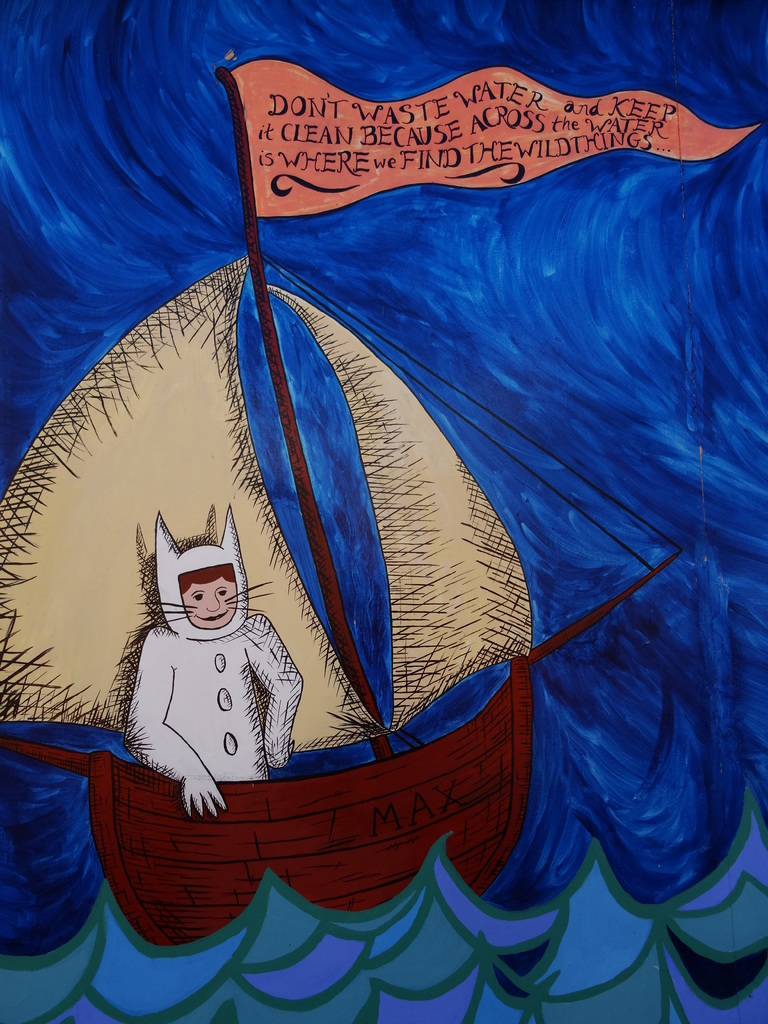 DON'T WASTE WATER and KEEP
it CLEAN BECAUSE ACROSS the WATER
is WHERE we FIND THE WILD THINGS...
MAX